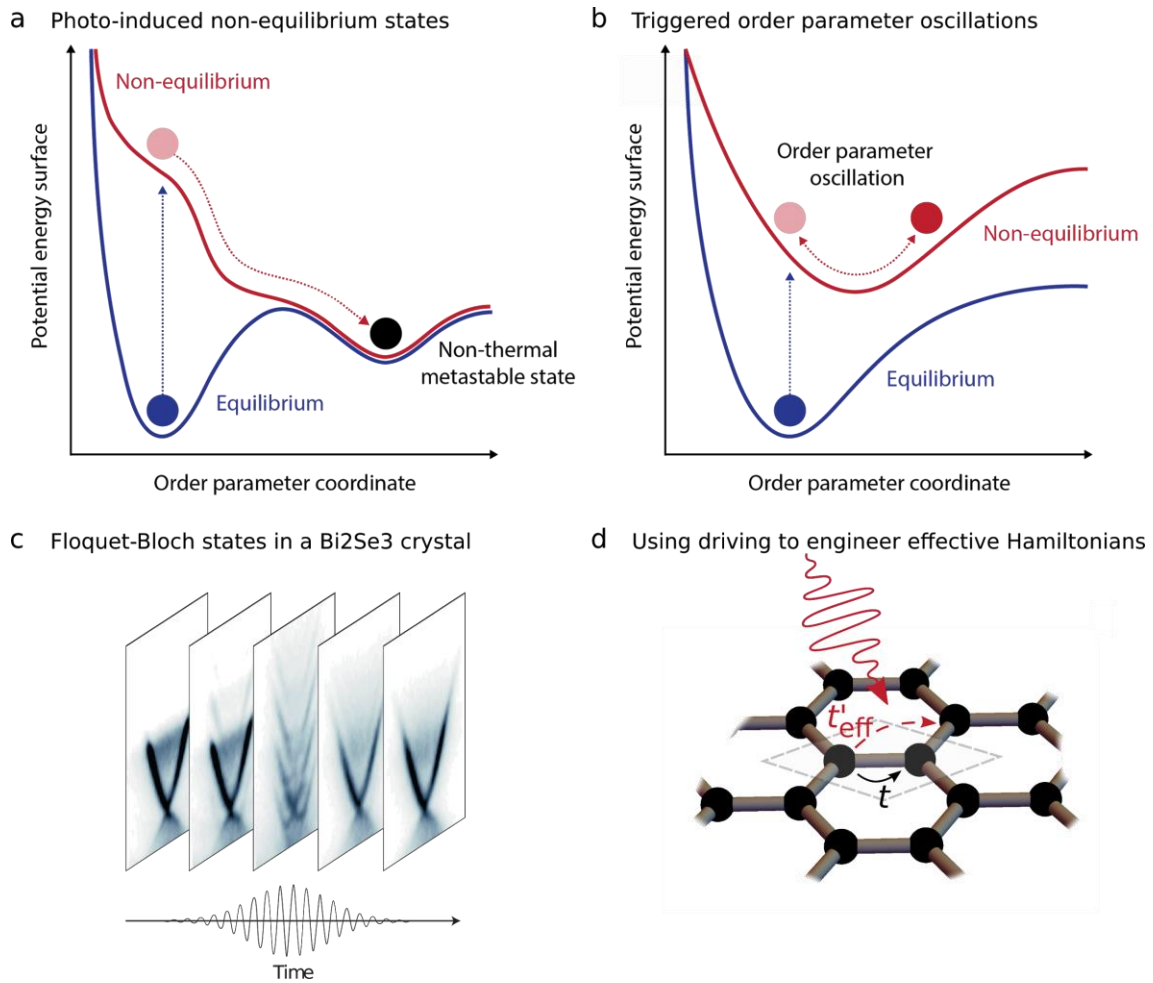 a Photo-induced non-equilibrium states
Potential energy surface
Non-equilibrium
Equilibrium
Non-thermal
metastable state
Order parameter coordinate
b Triggered order parameter oscillations
Potential energy surface
Order parameter
oscillation
Non-equilibrium
Equilibrium
Order parameter coordinate
c Floquet-Bloch states in a Bi2Se3 crystal
Time
d Using driving to engineer effective Hamiltonians
t'eff
t